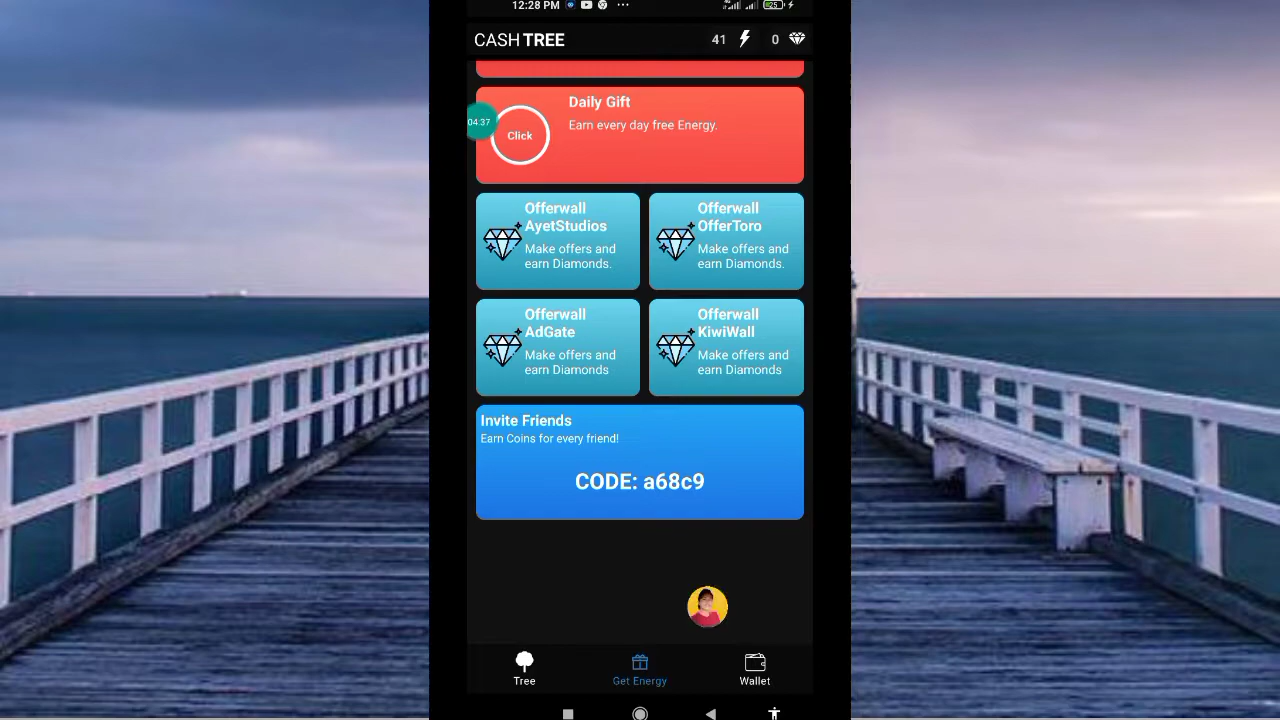 12:28 PM
25
CASH TREE
41
0
Daily Gift
Earn every day free Energy.
04:37
Click
Offerwall
AyetStudios
Make offers and
earn Diamonds.
Offerwall
OfferToro
Make offers and
earn Diamonds.
Offerwall
AdGate
Make offers and
earn Diamonds
Offerwall
KiwiWall
Make offers and
earn Diamonds
Invite Friends
Earn Coins for every friend!
CODE: a68c9
Tree
Get Energy
Wallet